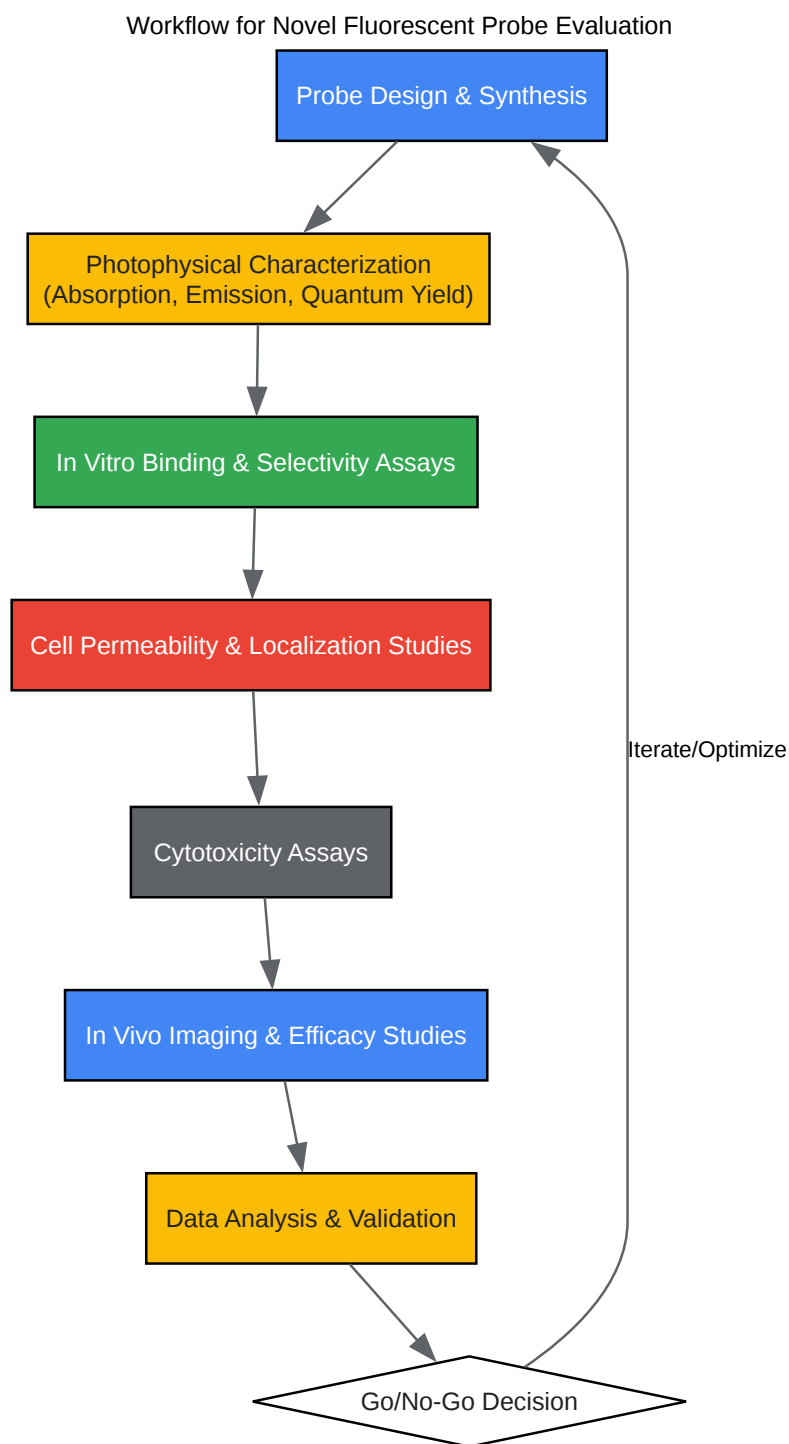 Workflow for Novel Fluorescent Probe Evaluation
Probe Design & Synthesis
Photophysical Characterization
(Absorption, Emission, Quantum Yield)
In Vitro Binding & Selectivity Assays
Cell Permeability & Localization Studies
Iterate/Optimize
Cytotoxicity Assays
In Vivo Imaging & Efficacy Studies
Data Analysis & Validation
Go/No-Go Decision